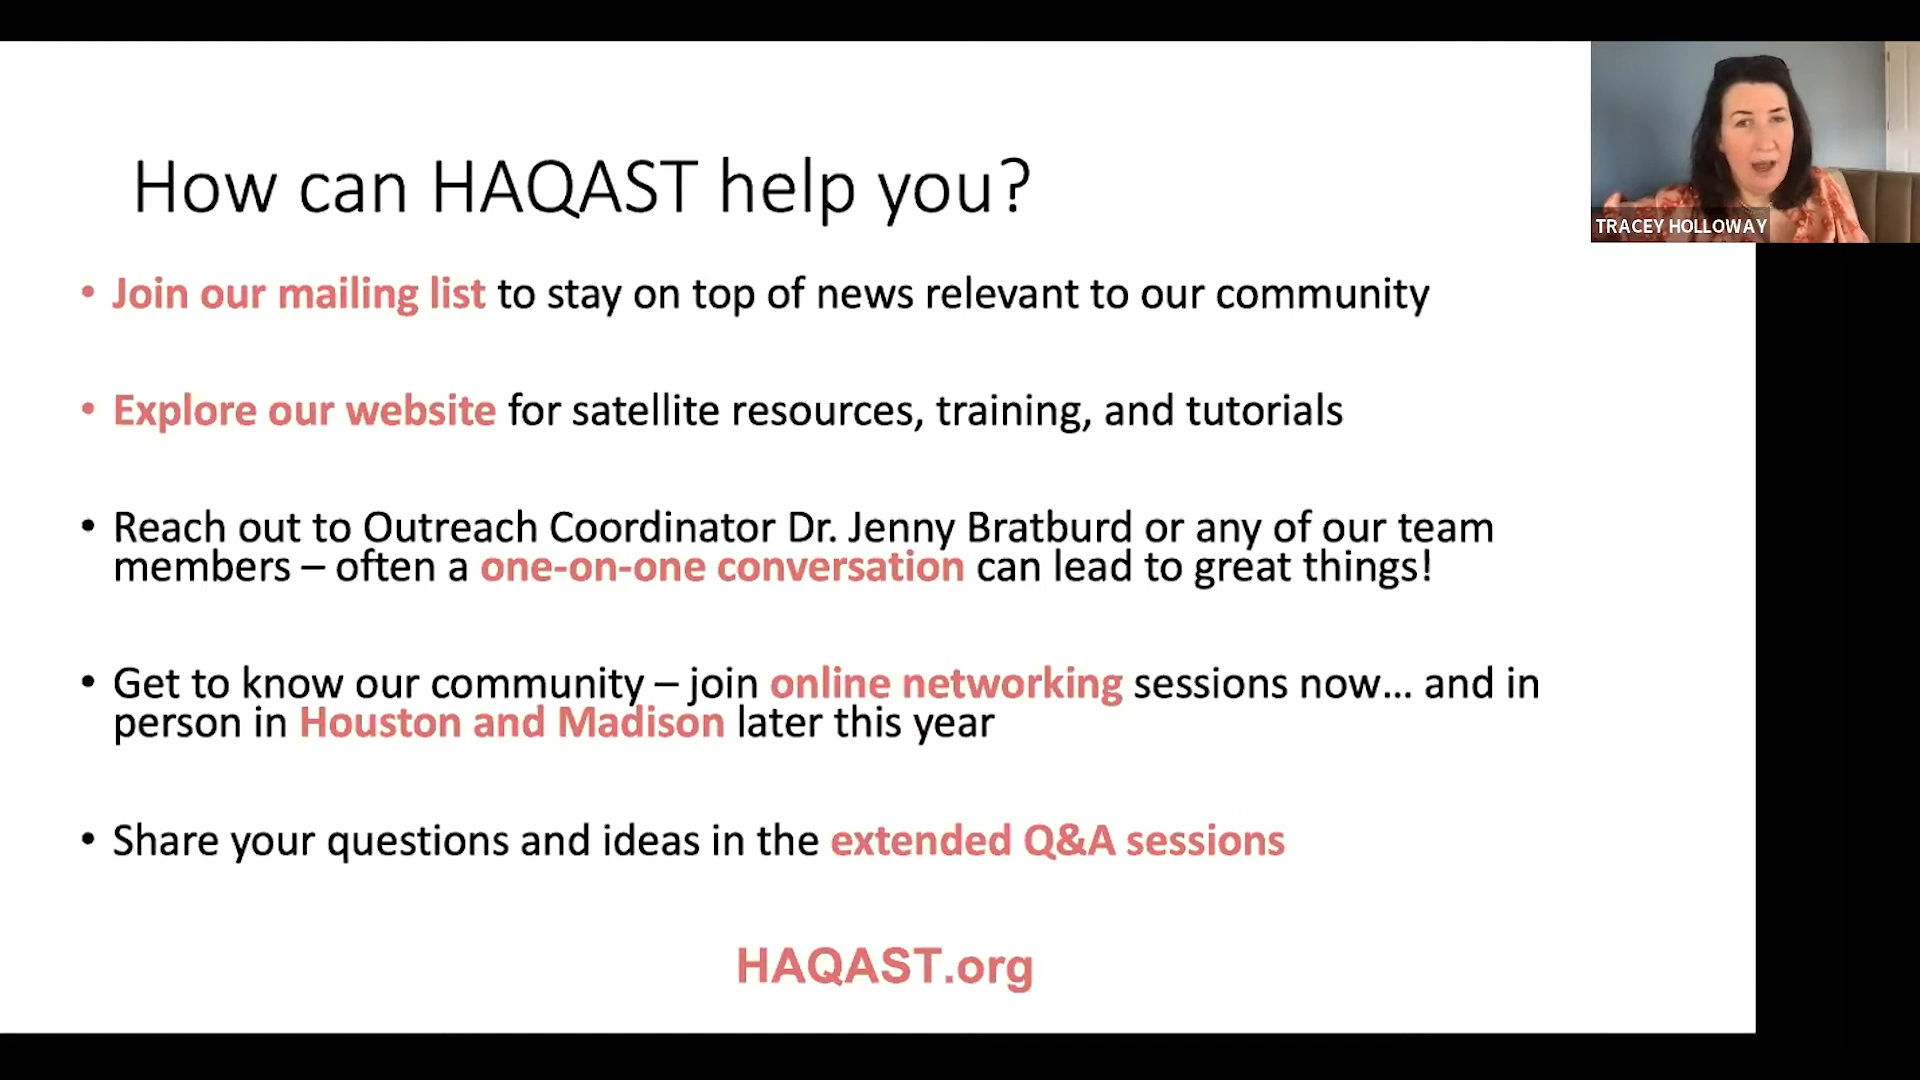 How can HAQAST help you?
TRACEY HOLLOWAY
• Join our mailing list to stay on top of news relevant to our community
• Explore our website for satellite resources, training, and tutorials
• Reach out to Outreach Coordinator Dr. Jenny Bratburd or any of our team
members – often a one-on-one conversation can lead to great things!
• Get to know our community – join online networking sessions now... and in
person in Houston and Madison later this year
• Share your questions and ideas in the extended Q&A sessions
HAQAST.org